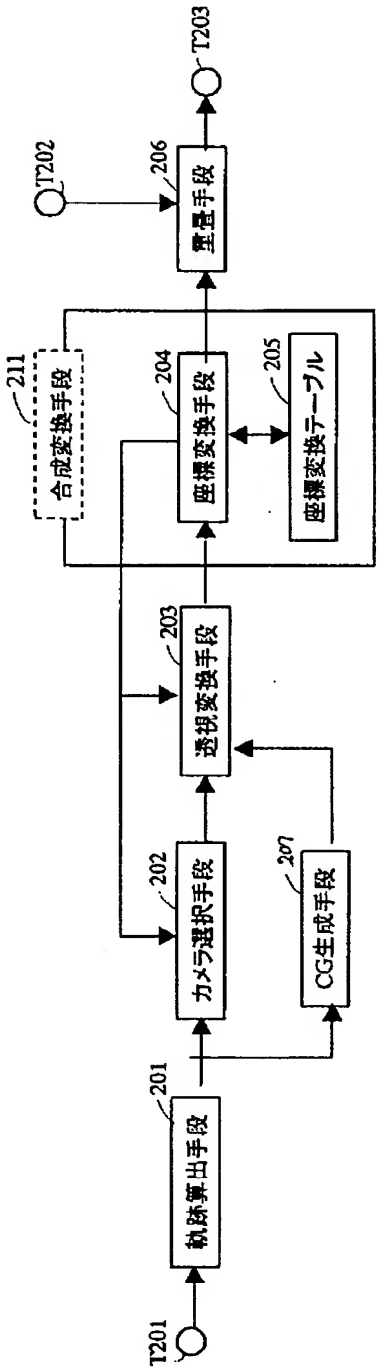 T201
201
軌跡算出手段
202
カメラ選択手段
203
透視変換手段
207
CG生成手段
211
合成変換手段
204
座標変換手段
205
座標変換テーブル
T202
206
重畳手段
T203